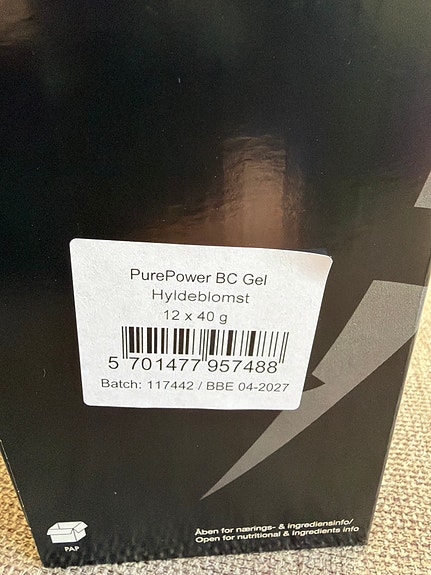 PurePower BC Gel
Hyldeblomst
12 x 40 g
5 701477 957488
Batch: 117442 / BBE 04-2027
Åben for nærings- & ingrediensinfo/
Open for nutritional & ingredients info
PAP